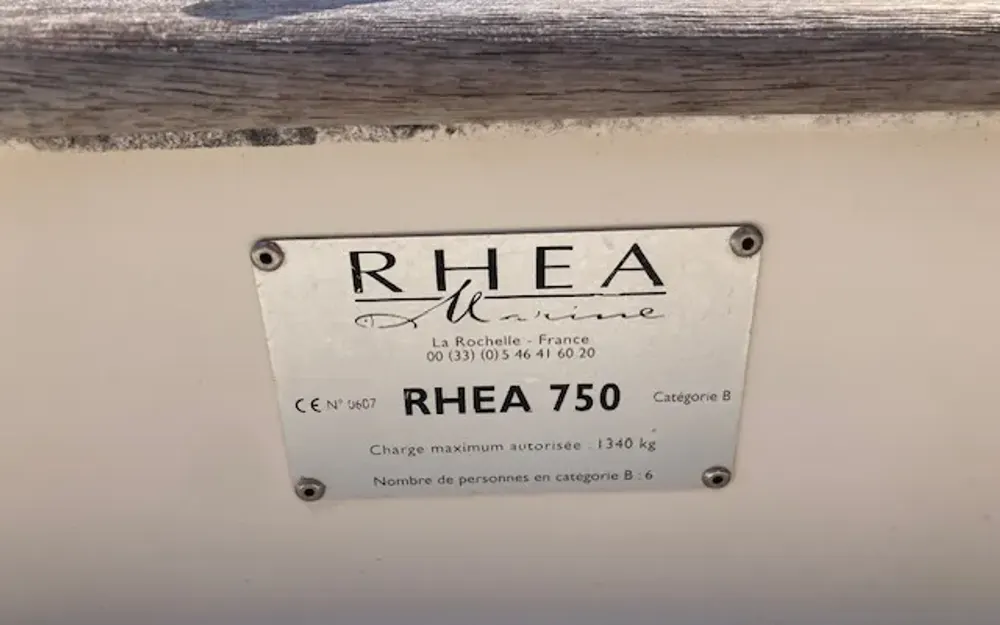 RHEA
Marine
La Rochelle - France
00 (33) (0) 5 46 41 60 20
CE N° 0607 RHEA 750 Catégorie B
Charge maximum autorisée : 1340 kg
Nombre de personnes en catégorie B : 6